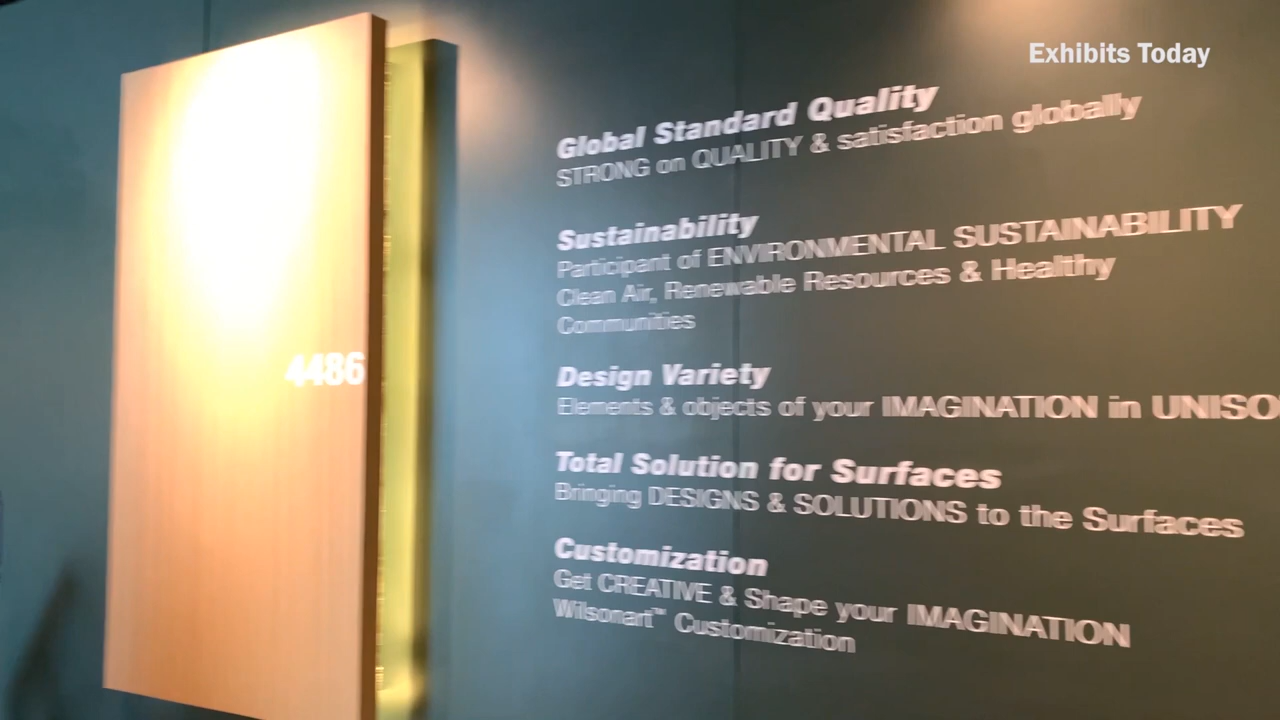 Exhibits Today
Global Standard Quality
STRONG on QUALITY & satisfaction globally
Sustainability
Participant of ENVIRONMENTAL SUSTAINABILITY
Clean Air, Renewable Resources & Healthy
Communities
4486
Design Variety
Elements & objects of your IMAGINATION in UNISO
Total Solution for Surfaces
Bringing DESIGNS & SOLUTIONS to the Surfaces
Customization
Get CREATIVE & Shape your IMAGINATION
Wilsonart™ Customization